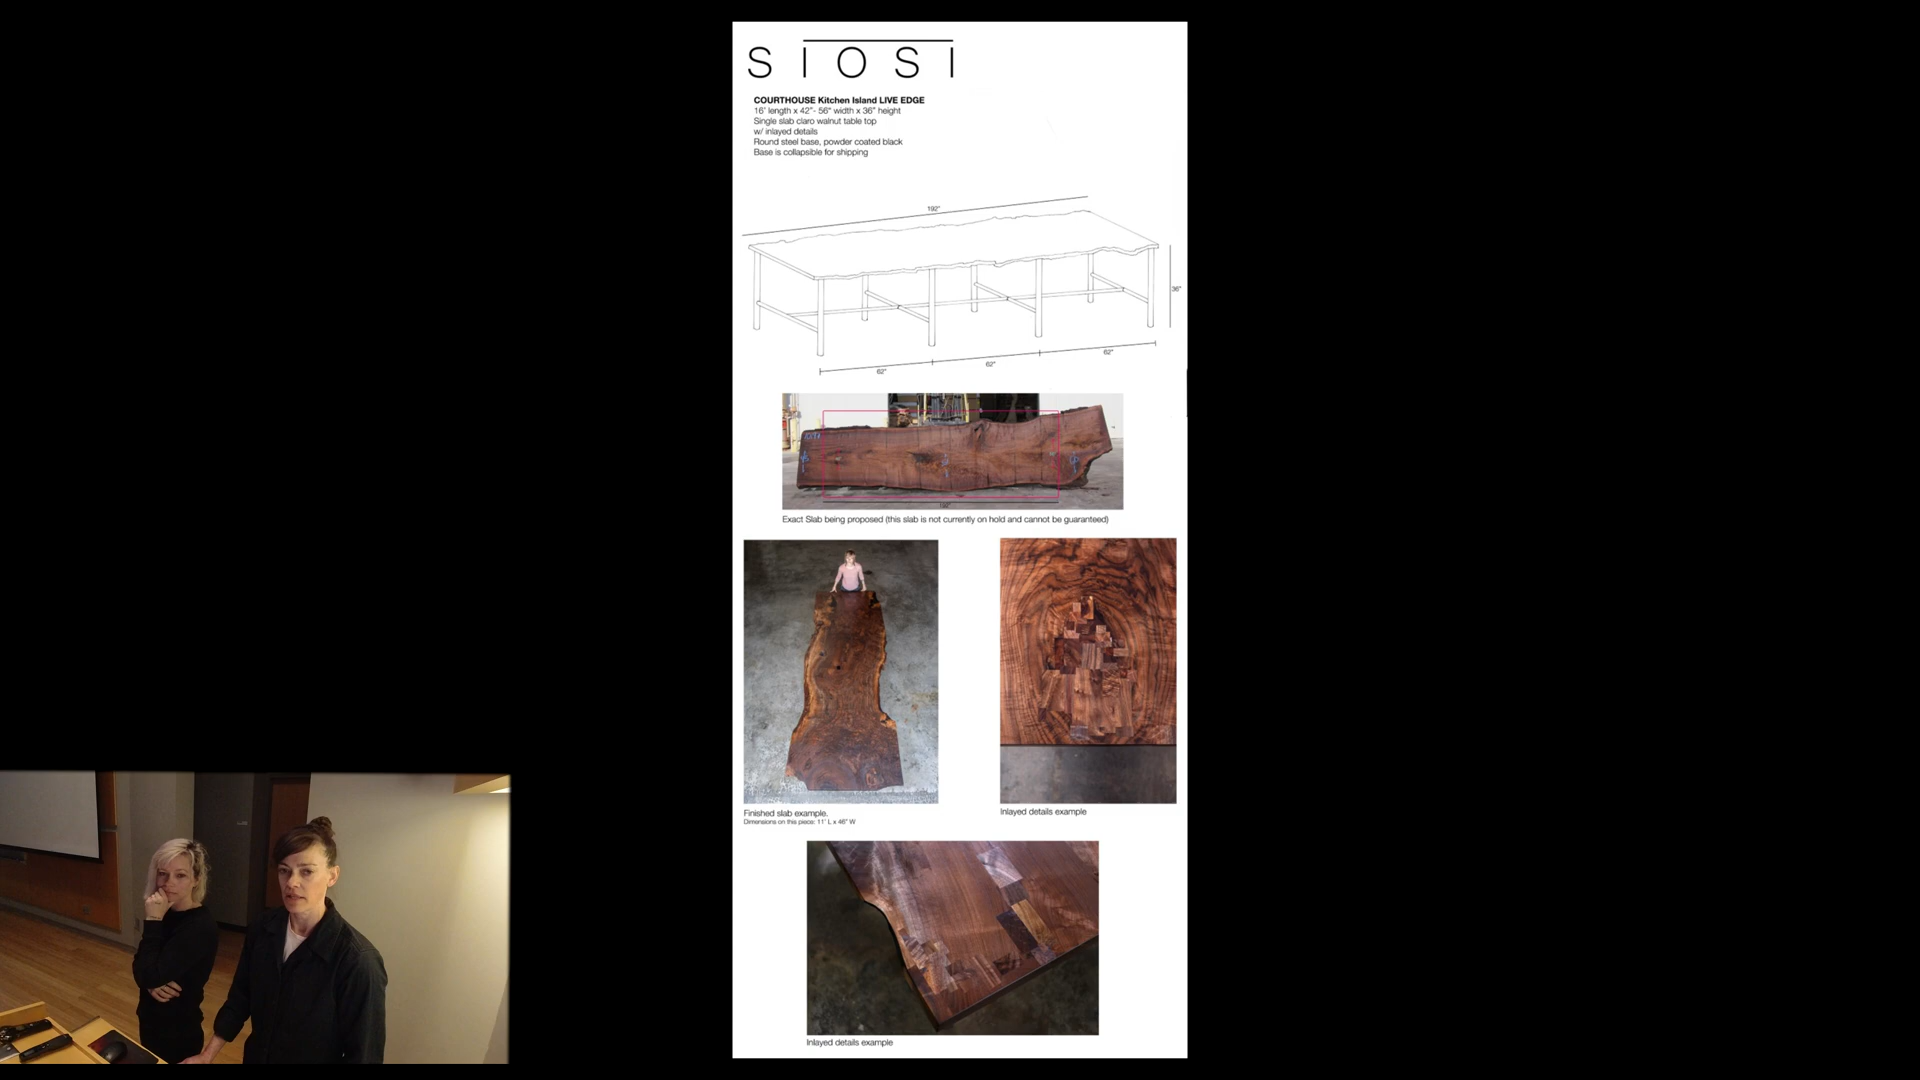 SIOSI
COURTHOUSE Kitchen Island LIVE EDGE
16' length x 42"- 56" width x 36" height
Single slab claro walnut table top
w/ inlayed details
Round steel base, powder coated black
Base is collapsible for shipping
192"
36"
62"
62"
62"
192"
Exact Slab being proposed (this slab is not currently on hold and cannot be guaranteed)
Finished slab example.
Dimensions on this piece: 11' L x 46" W
Inlayed details example
Inlayed details example